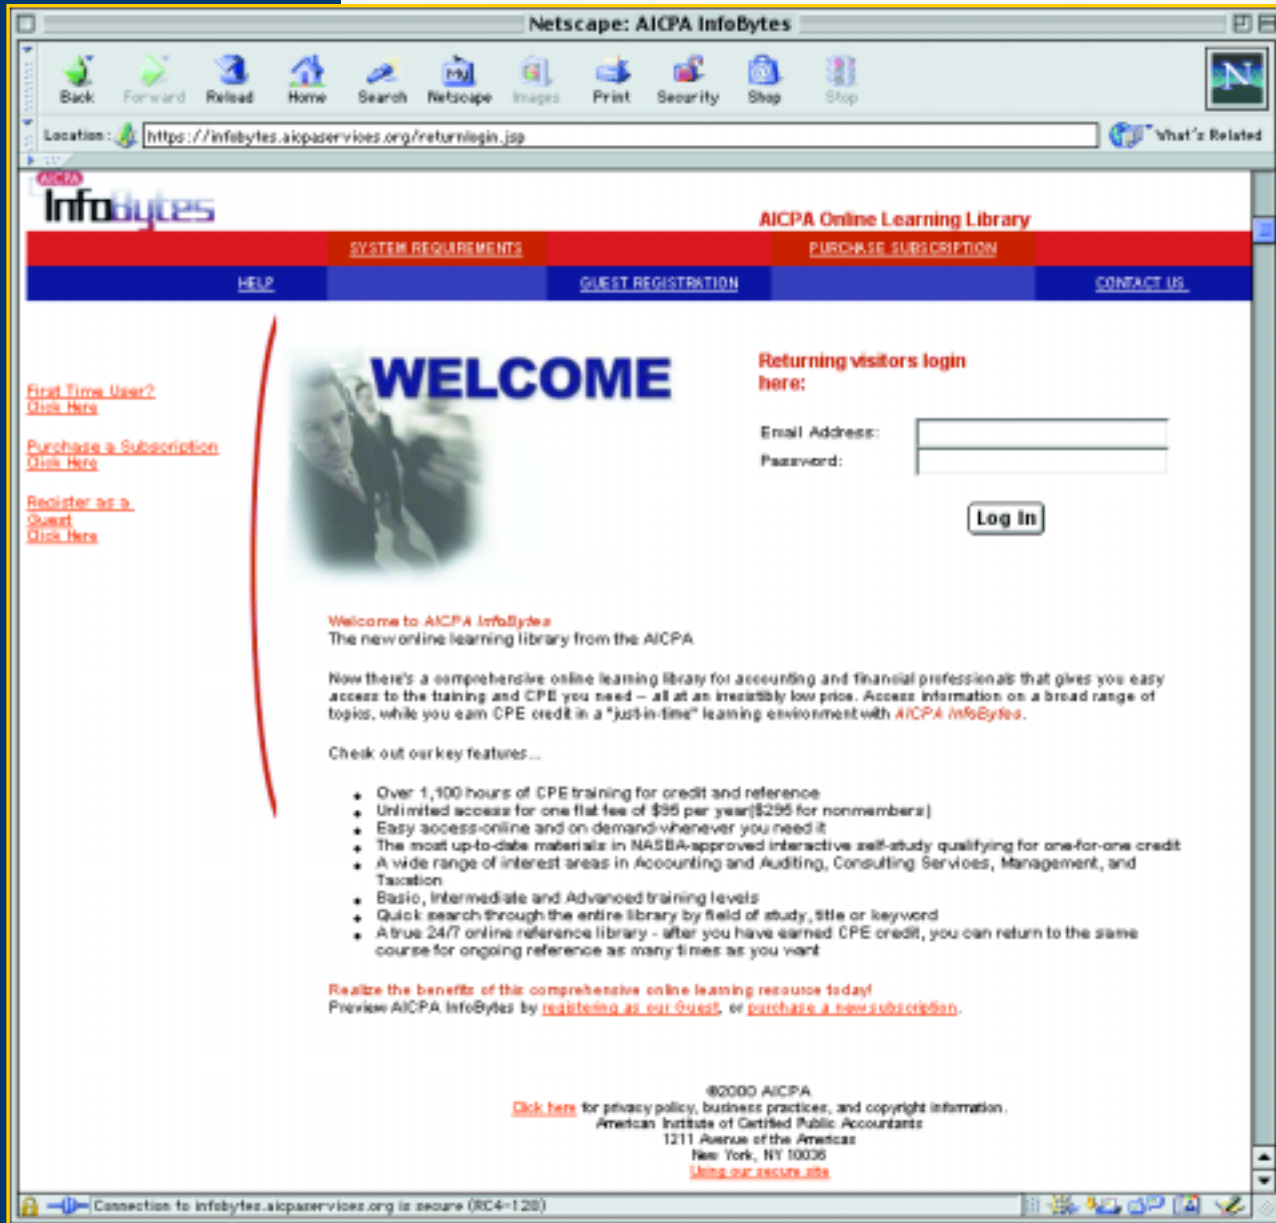 Netscape: AICPA InfoBytes
Back Forward Reload Home Search Netscape Images Print Security Shop Stop
Location: https://infobytes.aicpaservices.org/returnlogin.jsp What's Related
AICPA
InfoBytes
AICPA Online Learning Library
SYSTEM REQUIREMENTS PURCHASE SUBSCRIPTION
HELP GUEST REGISTRATION CONTACT US
First Time User?
Click Here
Purchase a Subscription
Click Here
Register as a
Guest
Click Here
WELCOME
Returning visitors login
here:
Email Address:
Password:
Log In
Welcome to AICPA InfoBytes
The new online learning library from the AICPA
Now there's a comprehensive online learning library for accounting and financial professionals that gives you easy
access to the training and CPE you need – all at an irresistibly low price. Access information on a broad range of
topics, while you earn CPE credit in a "just-in-time" learning environment with AICPA InfoBytes.
Check out our key features...
• Over 1,100 hours of CPE training for credit and reference
• Unlimited access for one flat fee of $95 per year($295 for nonmembers)
• Easy access-online and on demand-whenever you need it
• The most up-to-date materials in NASBA-approved interactive self-study qualifying for one-for-one credit
• A wide range of interest areas in Accounting and Auditing, Consulting Services, Management, and
Taxation
• Basic, Intermediate and Advanced training levels
• Quick search through the entire library by field of study, title or keyword
• A true 24/7 online reference library - after you have earned CPE credit, you can return to the same
course for ongoing reference as many times as you want
Realize the benefits of this comprehensive online learning resource today!
Preview AICPA InfoBytes by registering as our Guest, or purchase a new subscription.
©2000 AICPA
Click here for privacy policy, business practices, and copyright information.
American Institute of Certified Public Accountants
1211 Avenue of the Americas
New York, NY 10036
Using our secure site
Connection to infobytes.aicpaservices.org is secure (RC4-128)